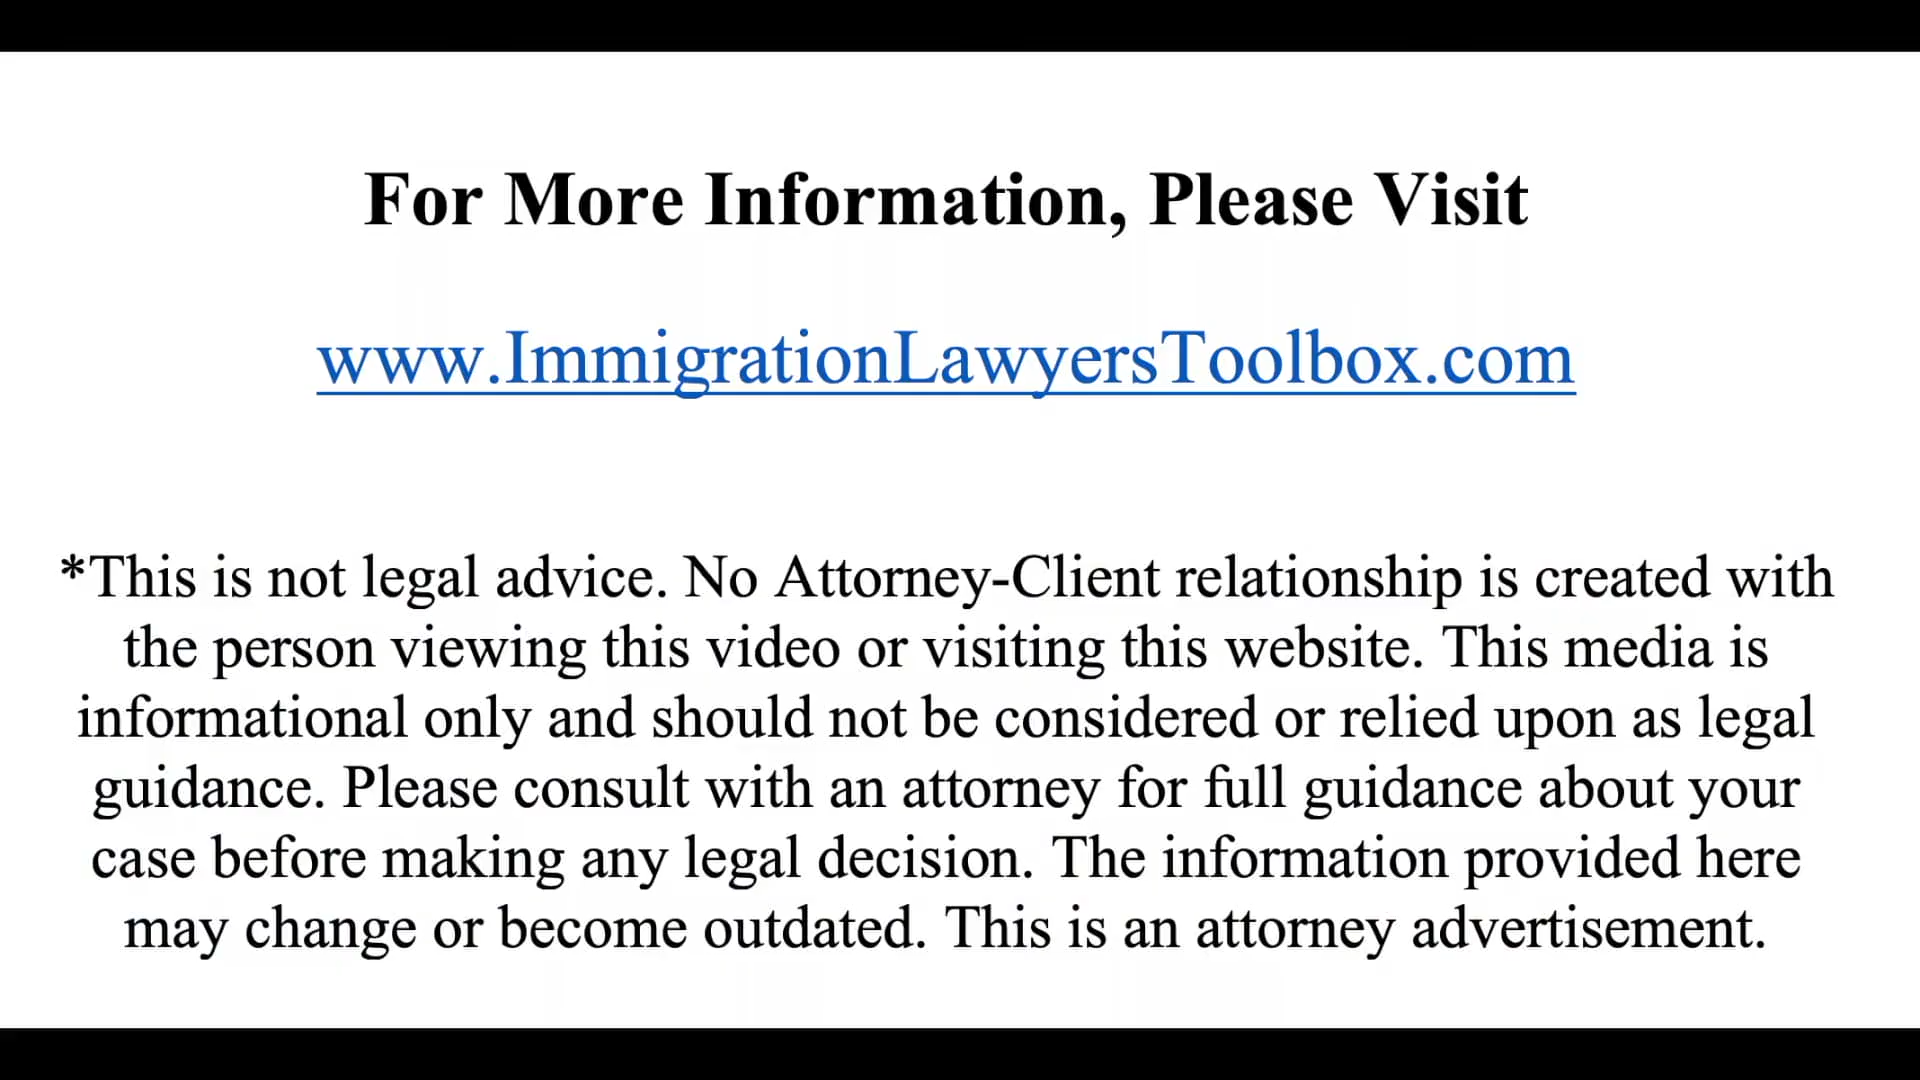 For More Information, Please Visit
www.ImmigrationLawyersToolbox.com
*This is not legal advice. No Attorney-Client relationship is created with
the person viewing this video or visiting this website. This media is
informational only and should not be considered or relied upon as legal
guidance. Please consult with an attorney for full guidance about your
case before making any legal decision. The information provided here
may change or become outdated. This is an attorney advertisement.